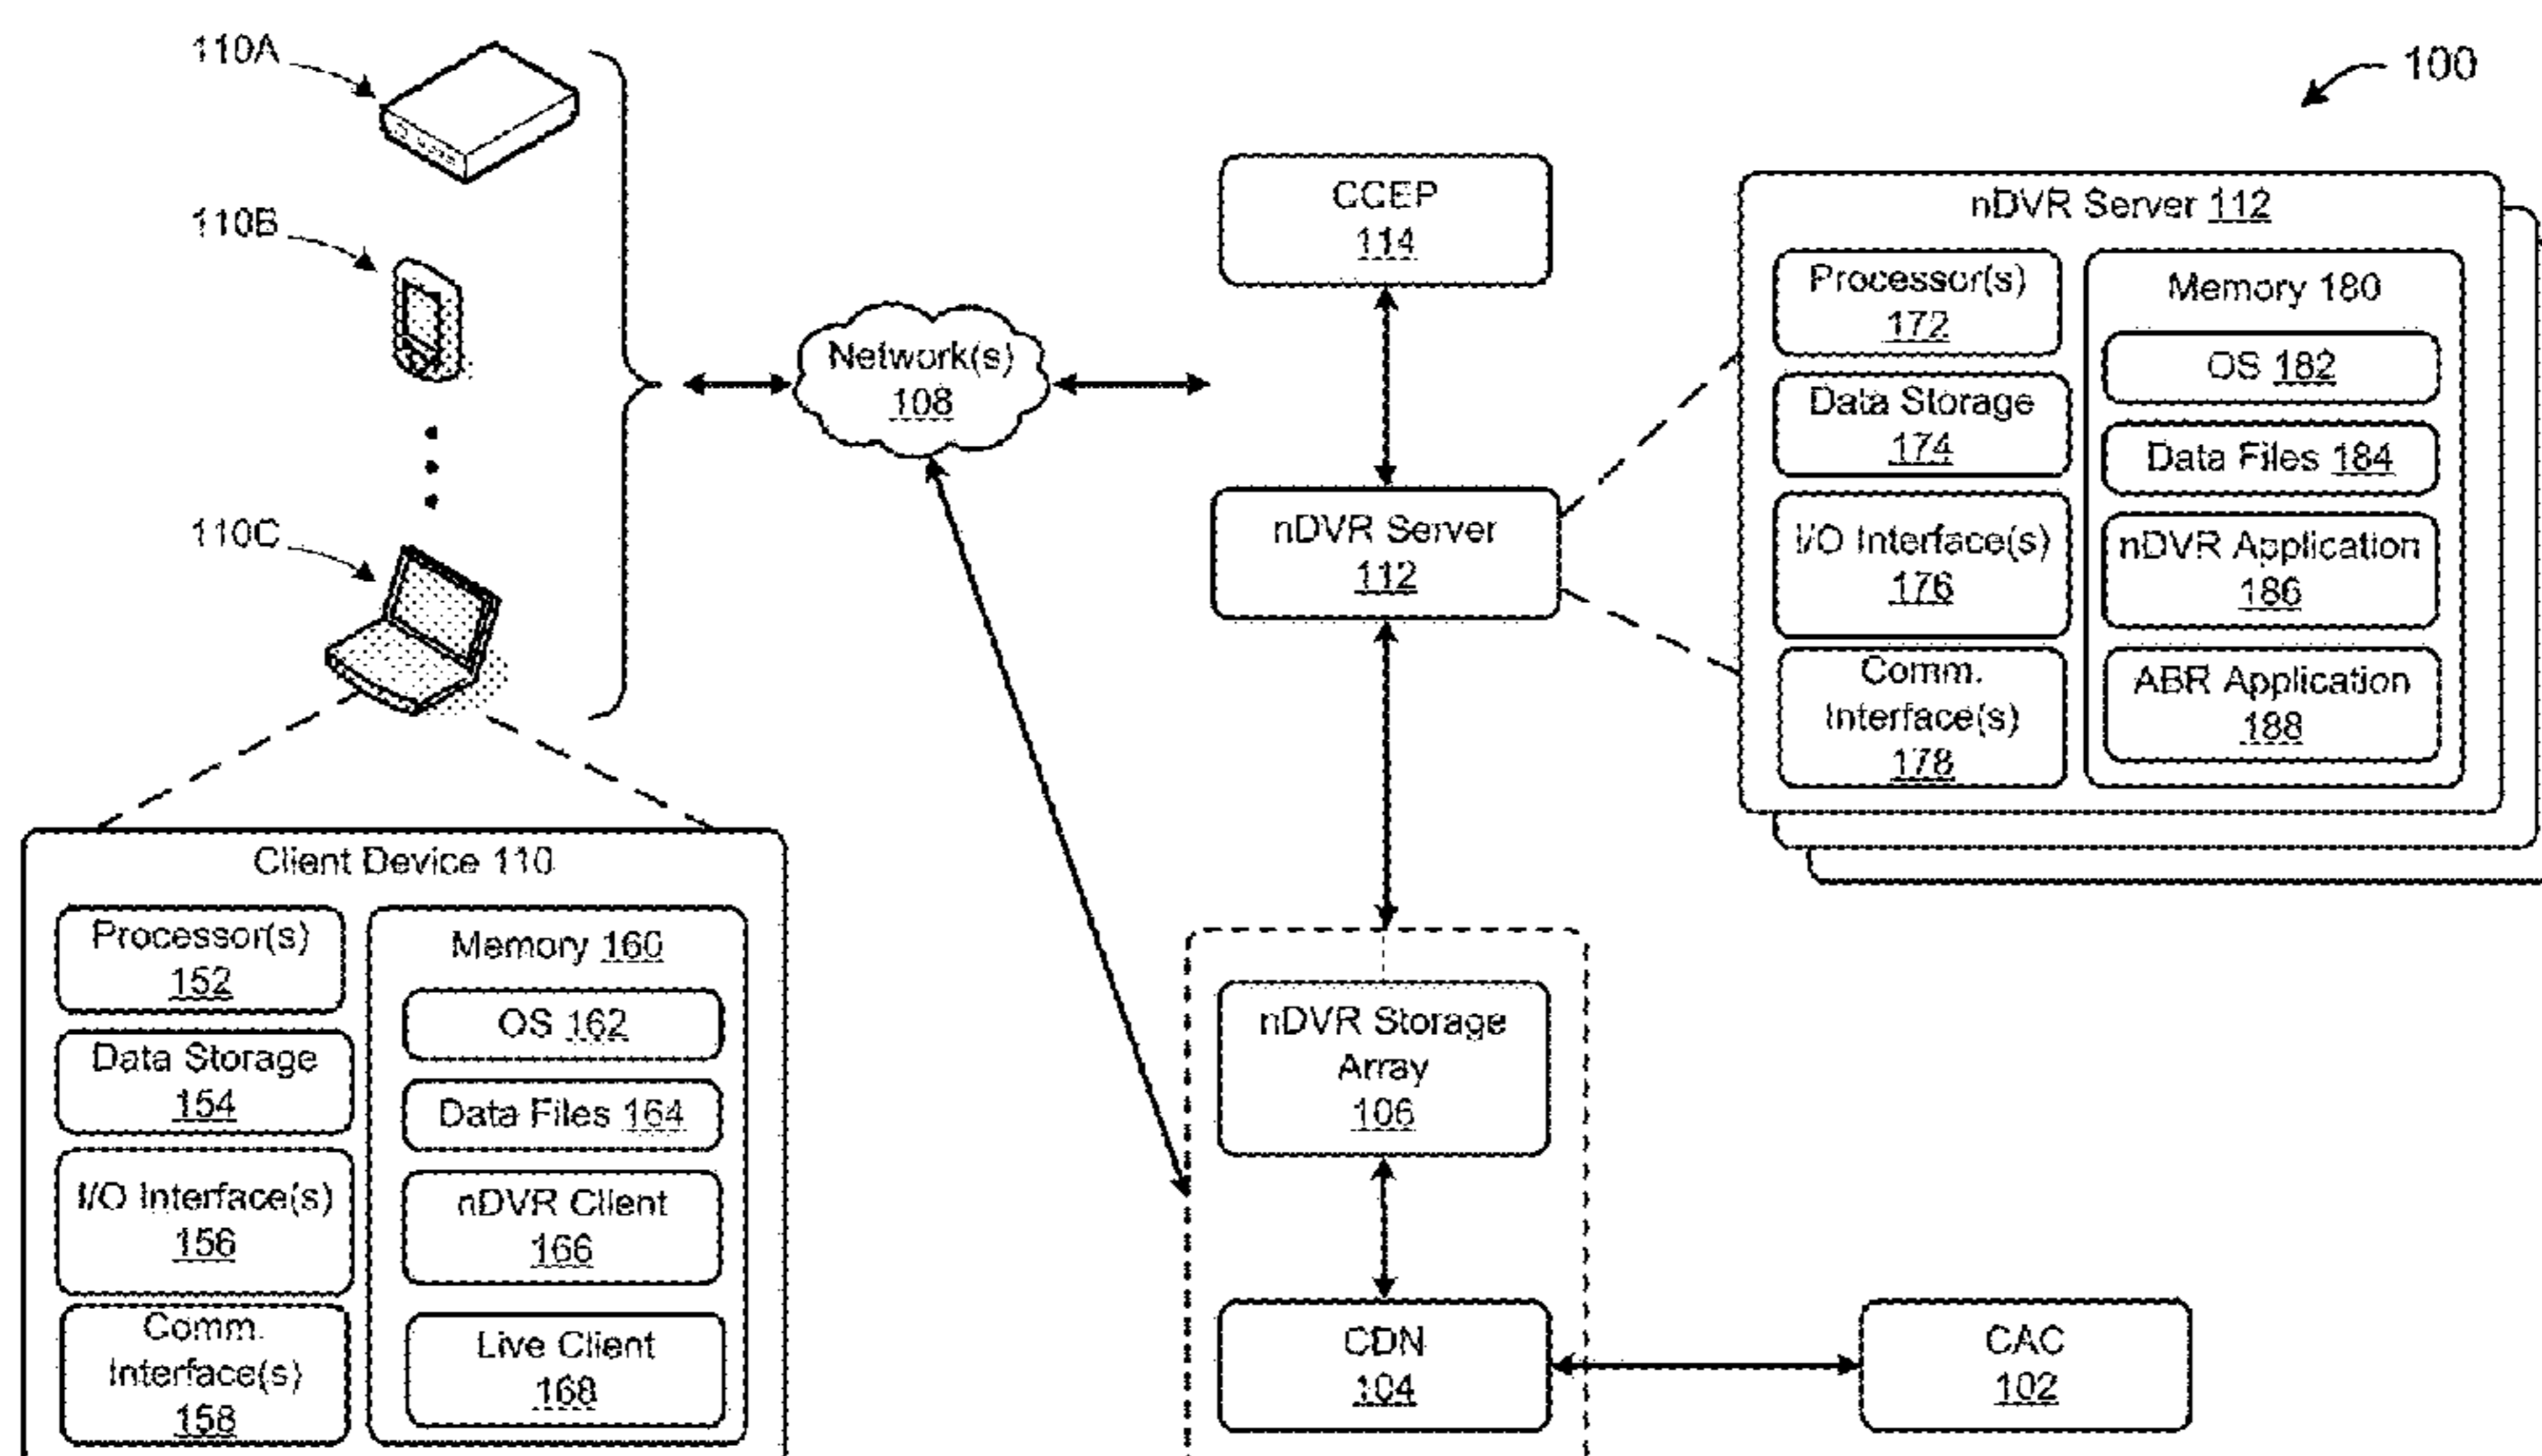 110A
100
CCEP
114
110B
Network(s)
108
110C
nDVR Server
112
nDVR Server 112
Processor(s)
172
Data Storage
174
I/O Interface(s)
176
Comm.
Interface(s)
178
Memory 180
OS 182
Data Files 184
nDVR Application
186
ABR Application
188
Client Device 110
Processor(s)
152
Data Storage
154
I/O Interface(s)
156
Comm.
Interface(s)
158
Memory 160
OS 162
Data Files 164
nDVR Client
166
Live Client
168
nDVR Storage
Array
106
CDN
104
CAC
102